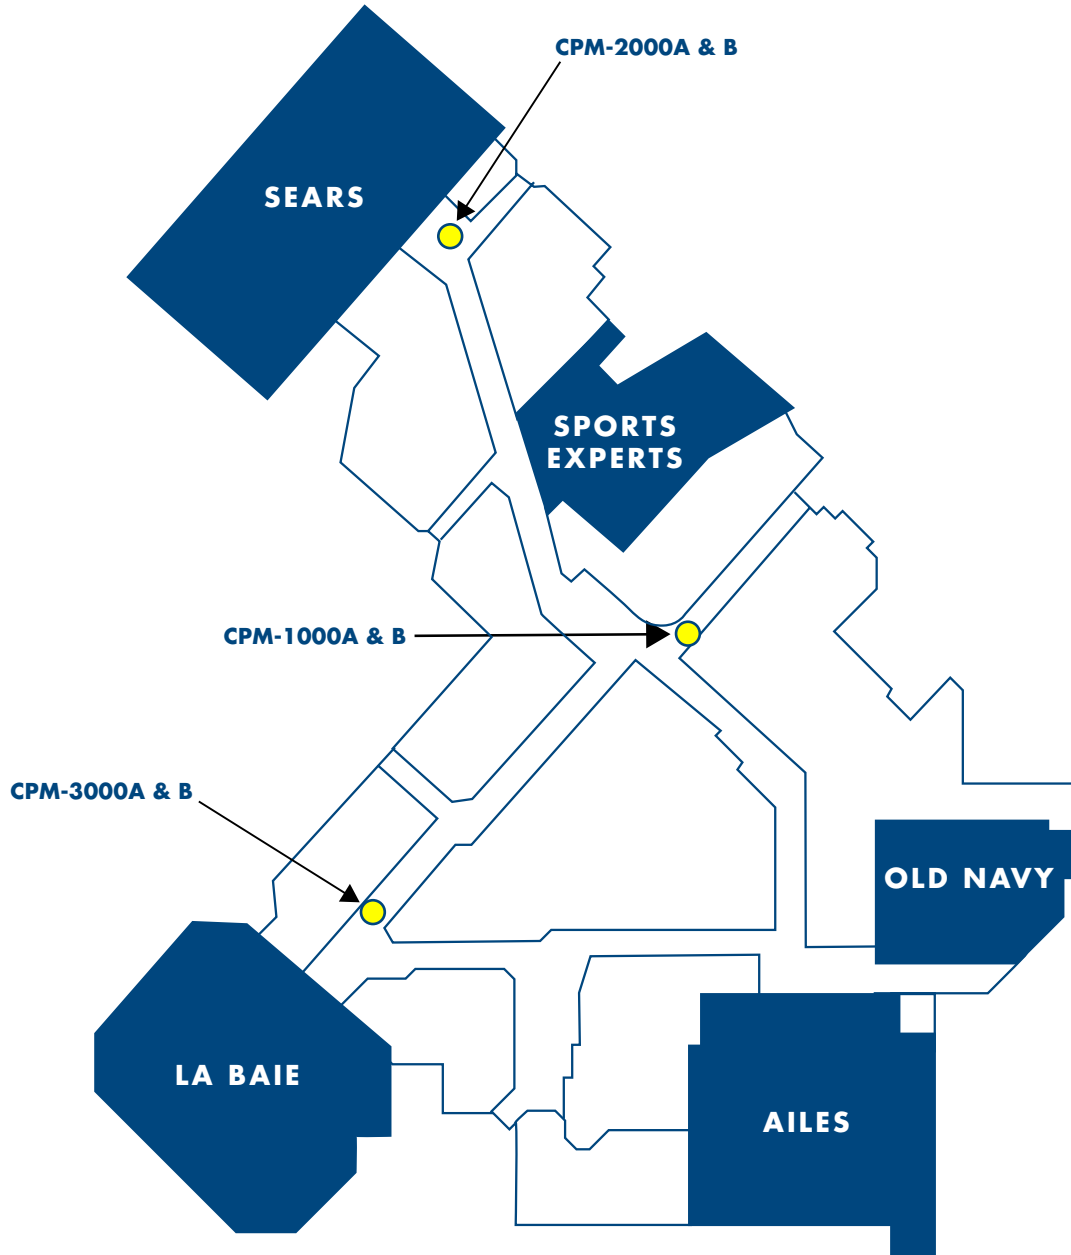 CPM-2000A & B
SEARS
SPORTS
EXPERTS
CPM-1000A & B
CPM-3000A & B
OLD NAVY
LA BAIE
AILES